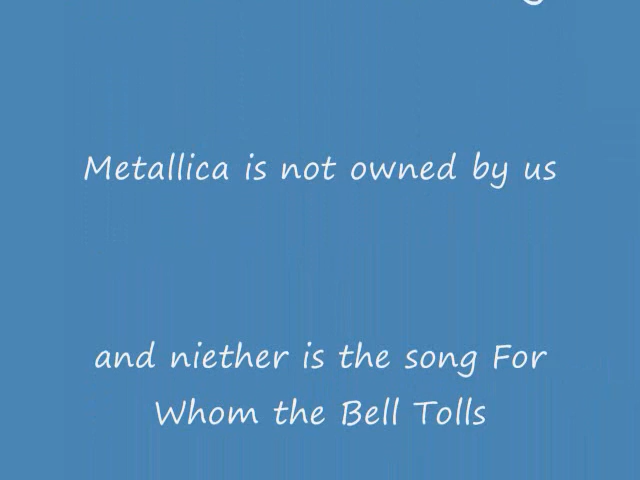 Metallica is not owned by us
and niether is the song For
Whom the Bell Tolls